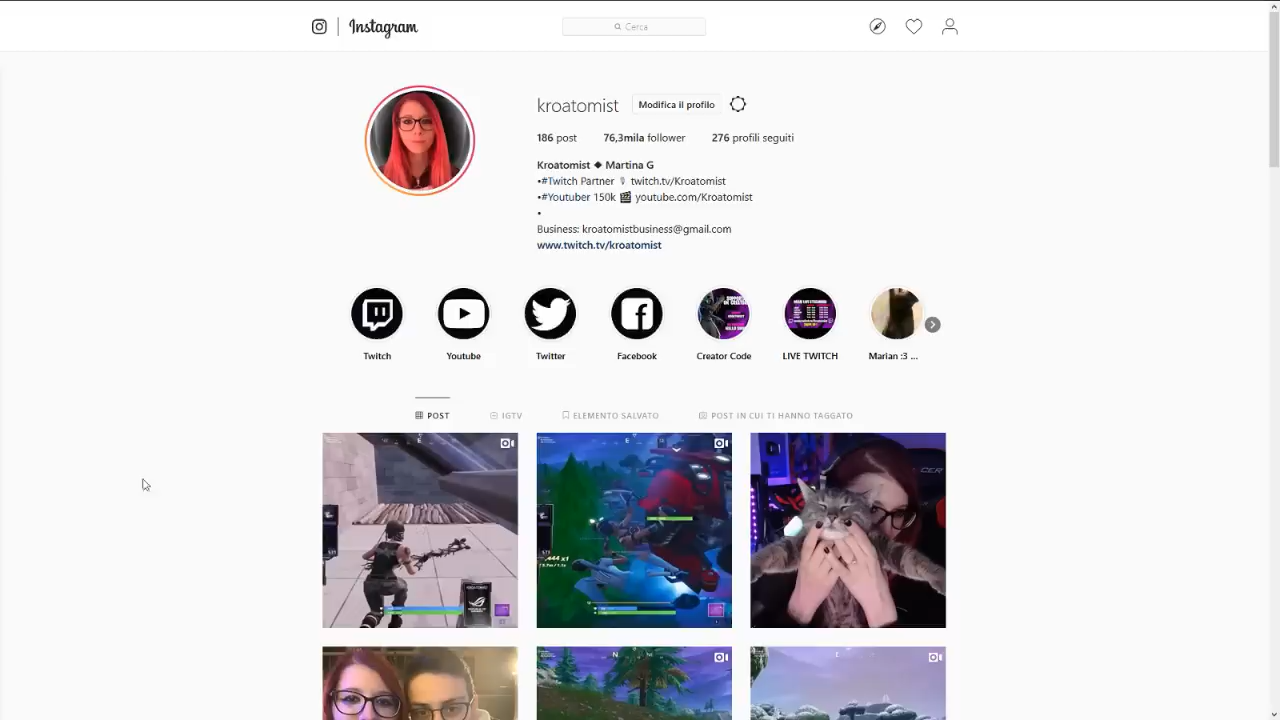 Instagram
Cerca
kroatomist
Modifica il profilo
186 post 76,3mila follower 276 profili seguiti
Kroatomist ◆ Martina G
•#Twitch Partner 🎙 twitch.tv/Kroatomist
•#Youtuber 150k 🎬 youtube.com/Kroatomist
•
Business: kroatomistbusiness@gmail.com
www.twitch.tv/kroatomist
Twitch Youtube Twitter Facebook Creator Code LIVE TWITCH Marian :3 ...
POST IGTV ELEMENTO SALVATO POST IN CUI TI HANNO TAGGATO